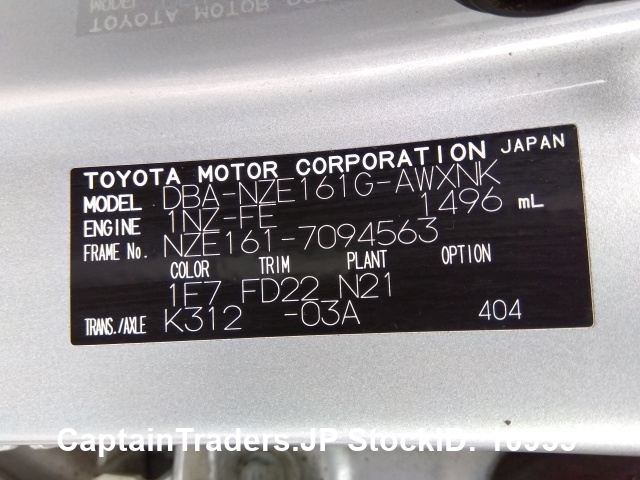 TOYOTA MOTOR CORPORATION JAPAN
MODEL DBA-NZE161G-AWXNK
ENGINE 1NZ-FE 1496 mL
FRAME No. NZE161-7094563
COLOR TRIM PLANT OPTION
1F7 FD22 N21
TRANS./AXLE K312 -03A 404
CaptainTraders.JP StockID: